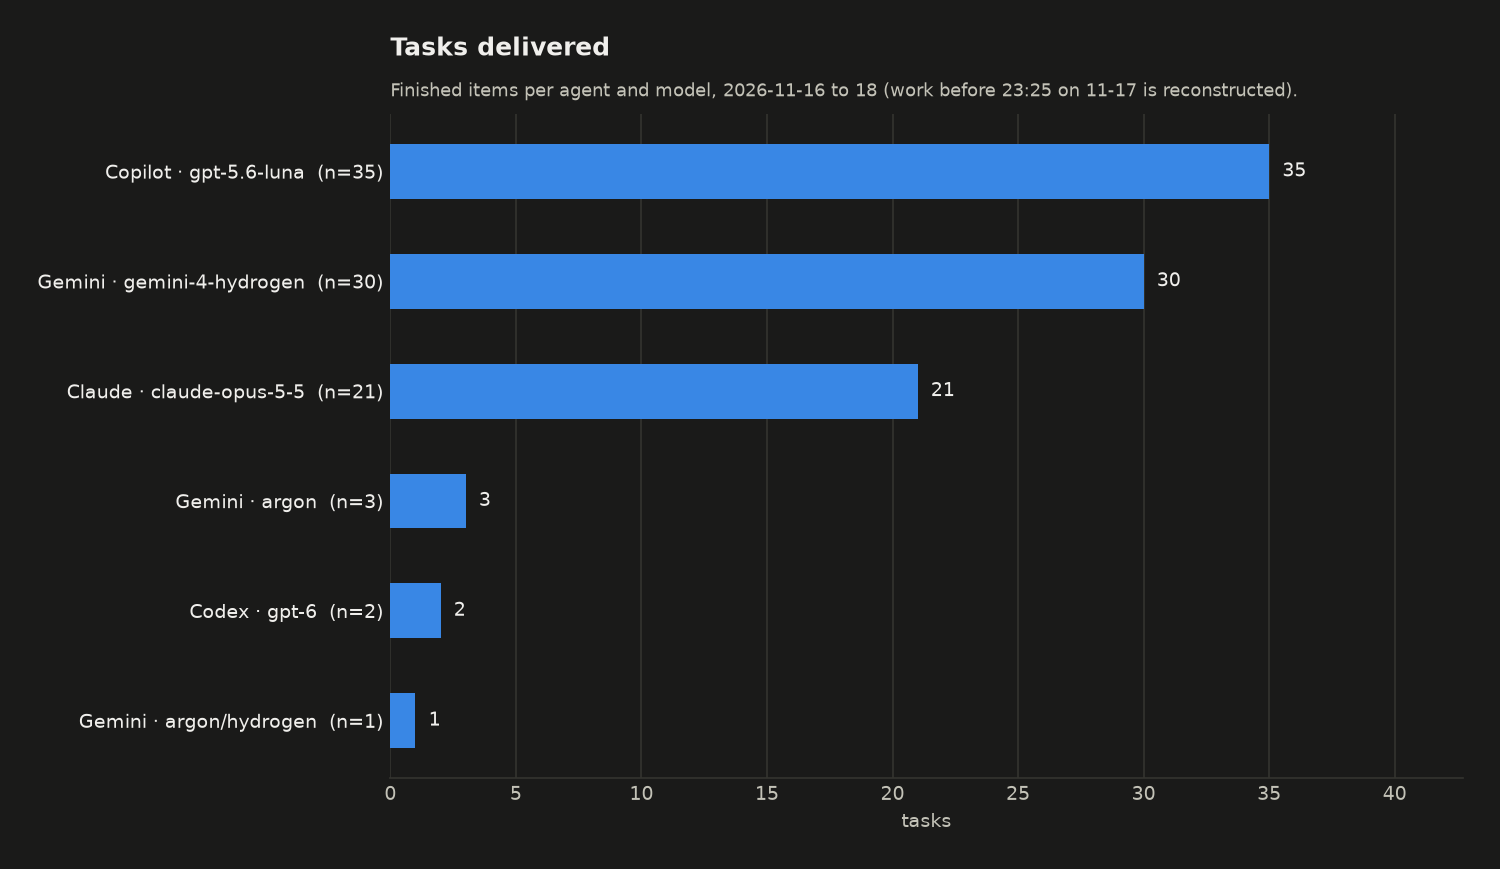 Tasks delivered
Finished items per agent and model, 2026-11-16 to 18 (work before 23:25 on 11-17 is reconstructed).
Copilot · gpt-5.6-luna (n=35)
35
Gemini · gemini-4-hydrogen (n=30)
30
Claude · claude-opus-5-5 (n=21)
21
Gemini · argon (n=3)
3
Codex · gpt-6 (n=2)
2
Gemini · argon/hydrogen (n=1)
1
0 5 10 15 20 25 30 35 40
tasks